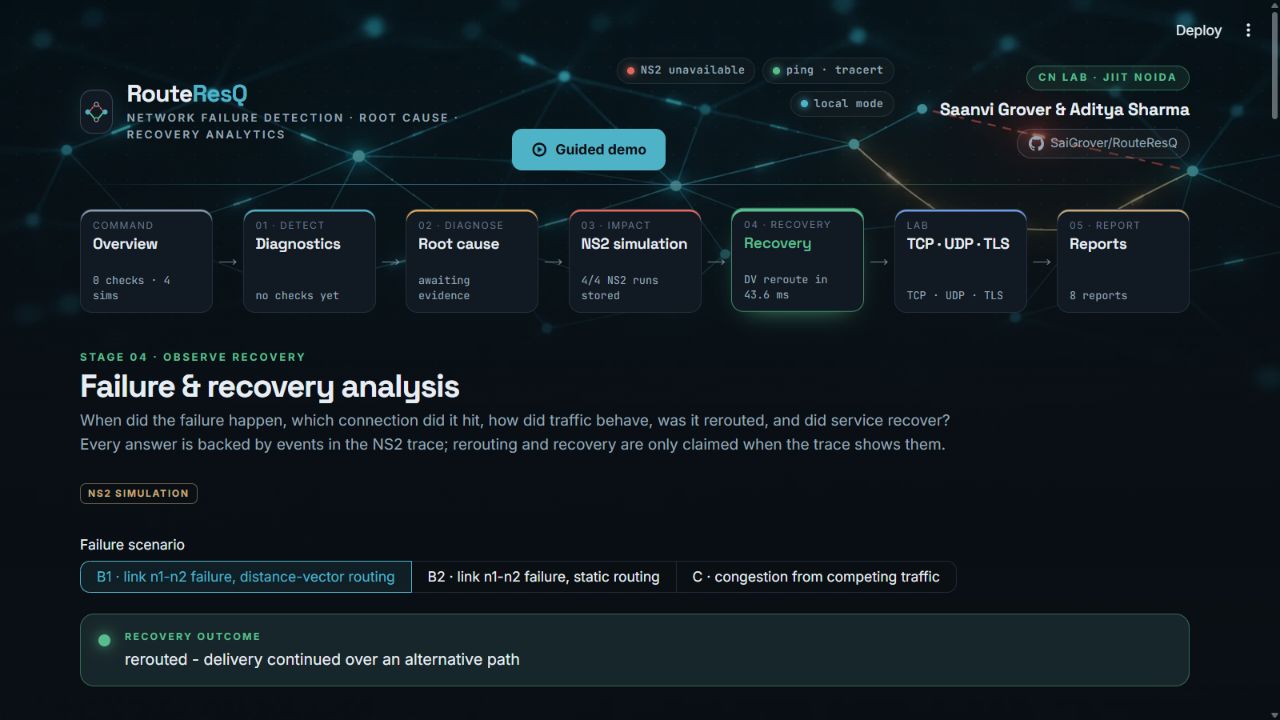 Deploy
NS2 unavailable
ping · tracert
local mode
RouteResQ
NETWORK FAILURE DETECTION · ROOT CAUSE ·
RECOVERY ANALYTICS
Guided demo
CN LAB · JIIT NOIDA
Saanvi Grover & Aditya Sharma
SaiGrover/RouteResQ
COMMAND
Overview
0 checks · 4
sims
01 · DETECT
Diagnostics
no checks yet
02 · DIAGNOSE
Root cause
awaiting
evidence
03 · IMPACT
NS2 simulation
4/4 NS2 runs
stored
04 · RECOVERY
Recovery
DV reroute in
43.6 ms
LAB
TCP · UDP · TLS
TCP · UDP · TLS
05 · REPORT
Reports
8 reports
STAGE 04 · OBSERVE RECOVERY
Failure & recovery analysis
When did the failure happen, which connection did it hit, how did traffic behave, was it rerouted, and did service recover?
Every answer is backed by events in the NS2 trace; rerouting and recovery are only claimed when the trace shows them.
NS2 SIMULATION
Failure scenario
B1 · link n1-n2 failure, distance-vector routing
B2 · link n1-n2 failure, static routing
C · congestion from competing traffic
RECOVERY OUTCOME
rerouted - delivery continued over an alternative path